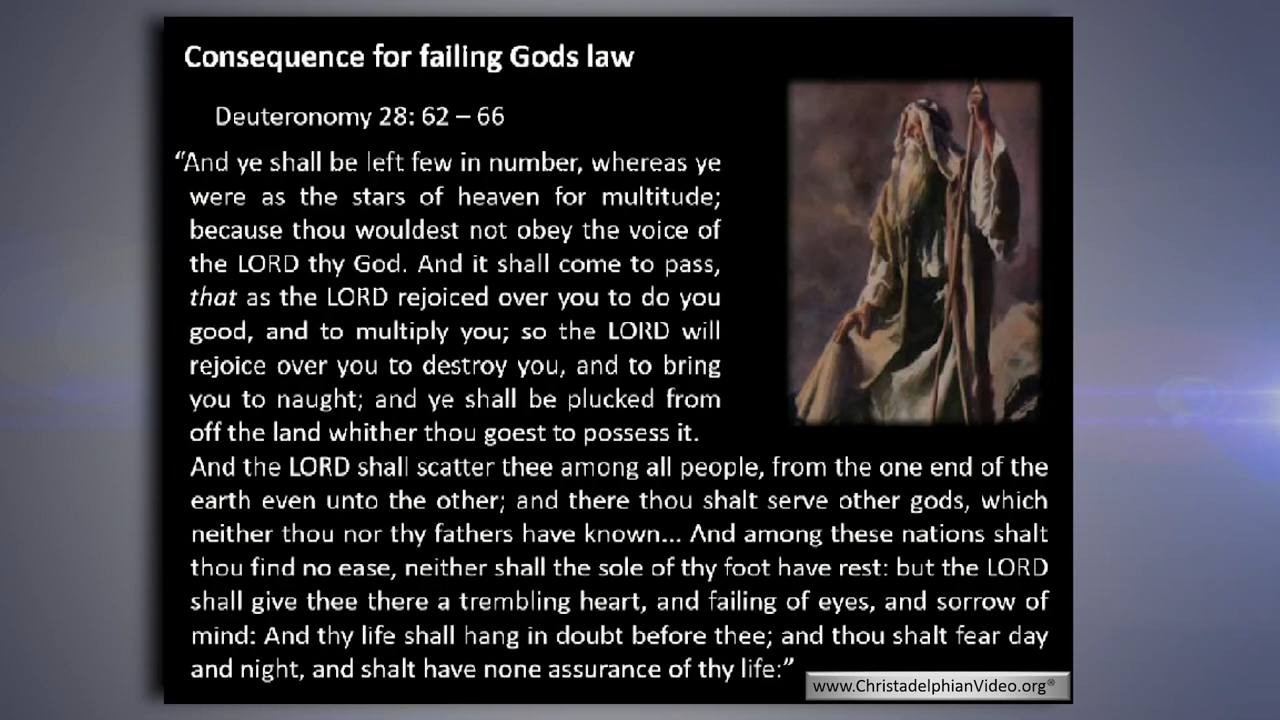 Consequence for failing Gods law
Deuteronomy 28: 62 – 66
“And ye shall be left few in number, whereas ye
were as the stars of heaven for multitude;
because thou wouldest not obey the voice of
the LORD thy God. And it shall come to pass,
that as the LORD rejoiced over you to do you
good, and to multiply you; so the LORD will
rejoice over you to destroy you, and to bring
you to naught; and ye shall be plucked from
off the land whither thou goest to possess it.
And the LORD shall scatter thee among all people, from the one end of the
earth even unto the other; and there thou shalt serve other gods, which
neither thou nor thy fathers have known... And among these nations shalt
thou find no ease, neither shall the sole of thy foot have rest: but the LORD
shall give thee there a trembling heart, and failing of eyes, and sorrow of
mind: And thy life shall hang in doubt before thee; and thou shalt fear day
and night, and shalt have none assurance of thy life:”
www.ChristadelphianVideo.org®